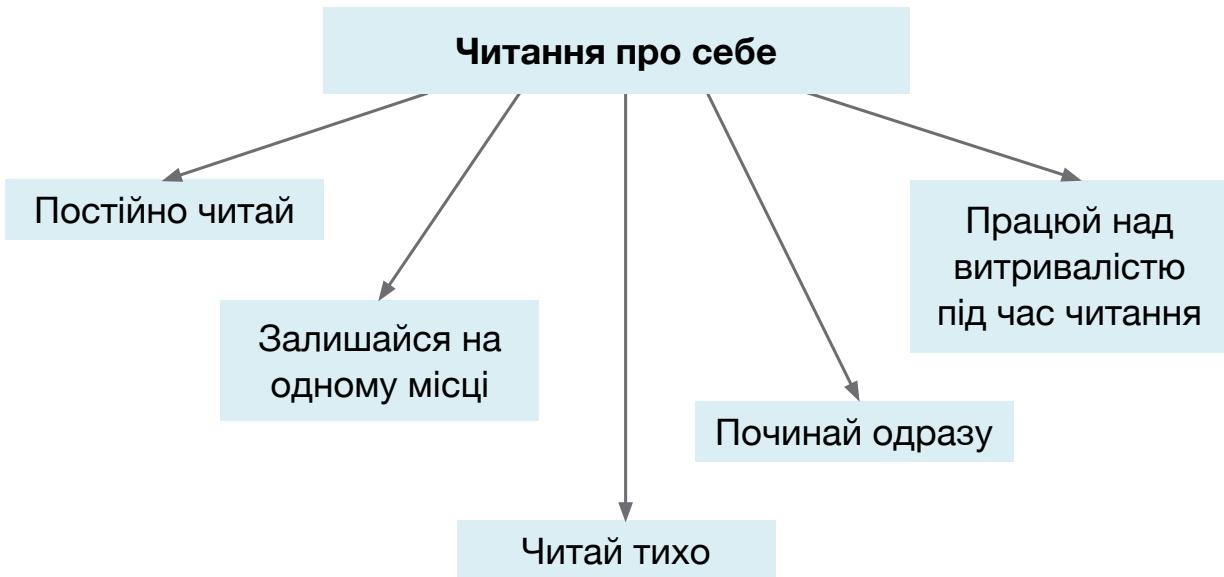 Читання про себе
Постійно читай
Залишайся на
одному місці
Читай тихо
Починай одразу
Працюй над
витривалістю
під час читання